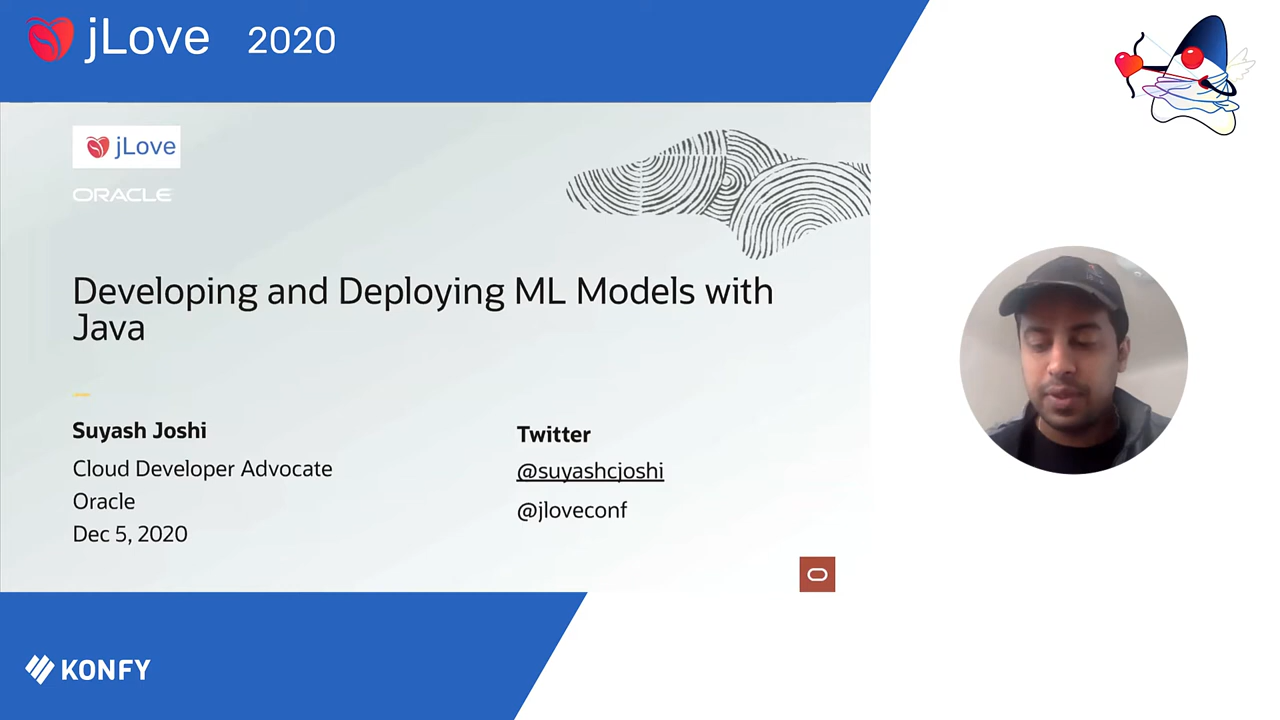 jLove 2020
jLove
ORACLE
Developing and Deploying ML Models with
Java
Suyash Joshi
Cloud Developer Advocate
Oracle
Dec 5, 2020
Twitter
@suyashcjoshi
@jloveconf
KONFY